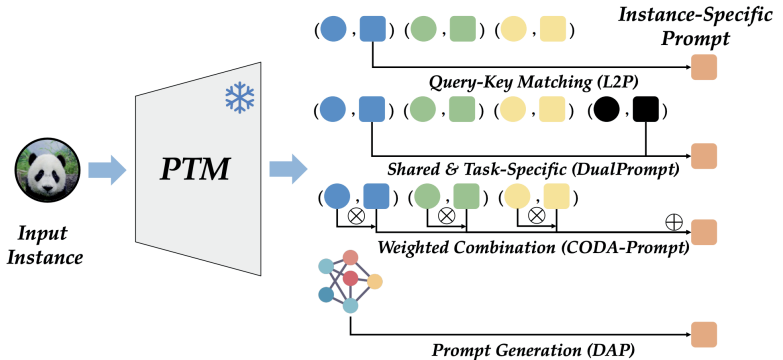 Instance-Specific
Prompt
Query-Key Matching (L2P)
PTM
Shared & Task-Specific (DualPrompt)
Input
Instance
Weighted Combination (CODA-Prompt)
Prompt Generation (DAP)